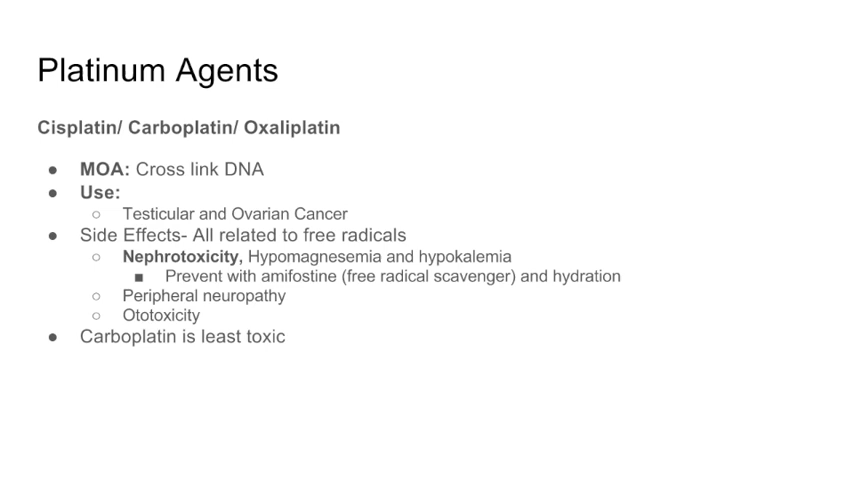 Platinum Agents
Cisplatin/ Carboplatin/ Oxaliplatin
● MOA: Cross link DNA
● Use:
○ Testicular and Ovarian Cancer
● Side Effects- All related to free radicals
○ Nephrotoxicity, Hypomagnesemia and hypokalemia
■ Prevent with amifostine (free radical scavenger) and hydration
○ Peripheral neuropathy
○ Ototoxicity
● Carboplatin is least toxic